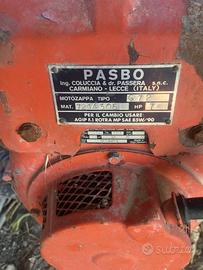 PASBO
Ing. COLUCCIA & dr. PASSERA s.n.c.
CARMIANO - LECCE (ITALY)
MOTOZAPPA TIPO
MAT. HP
PER IL CAMBIO USARE
AGIP F.1 ROTRA MP SAE 85W/90
subito